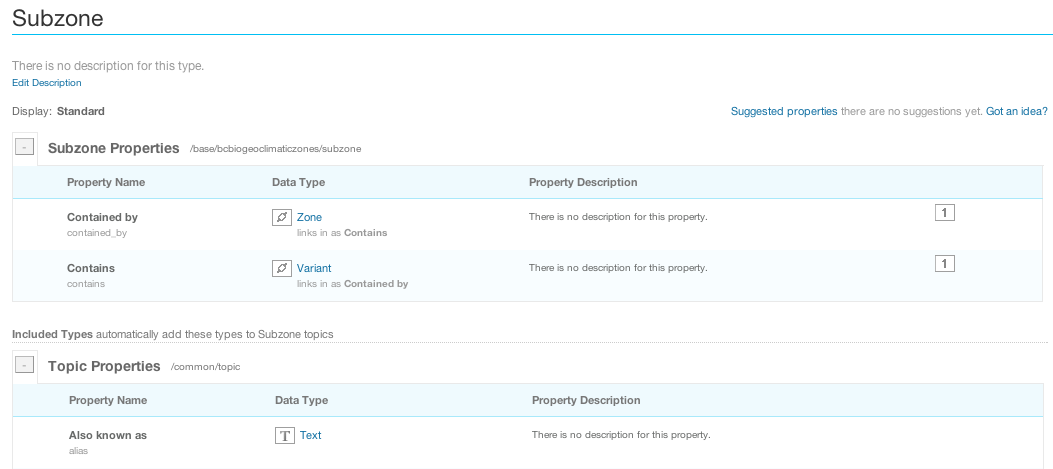 Subzone
There is no description for this type.
Edit Description
Display: Standard
Suggested properties there are no suggestions yet. Got an idea?
- Subzone Properties /base/bcbiogeoclimaticzones/subzone
Property Name Data Type Property Description
Contained by Zone There is no description for this property. 1
contained_by links in as Contains
Contains Variant There is no description for this property. 1
contains links in as Contained by
Included Types automatically add these types to Subzone topics
- Topic Properties /common/topic
Property Name Data Type Property Description
Also known as T Text There is no description for this property.
alias